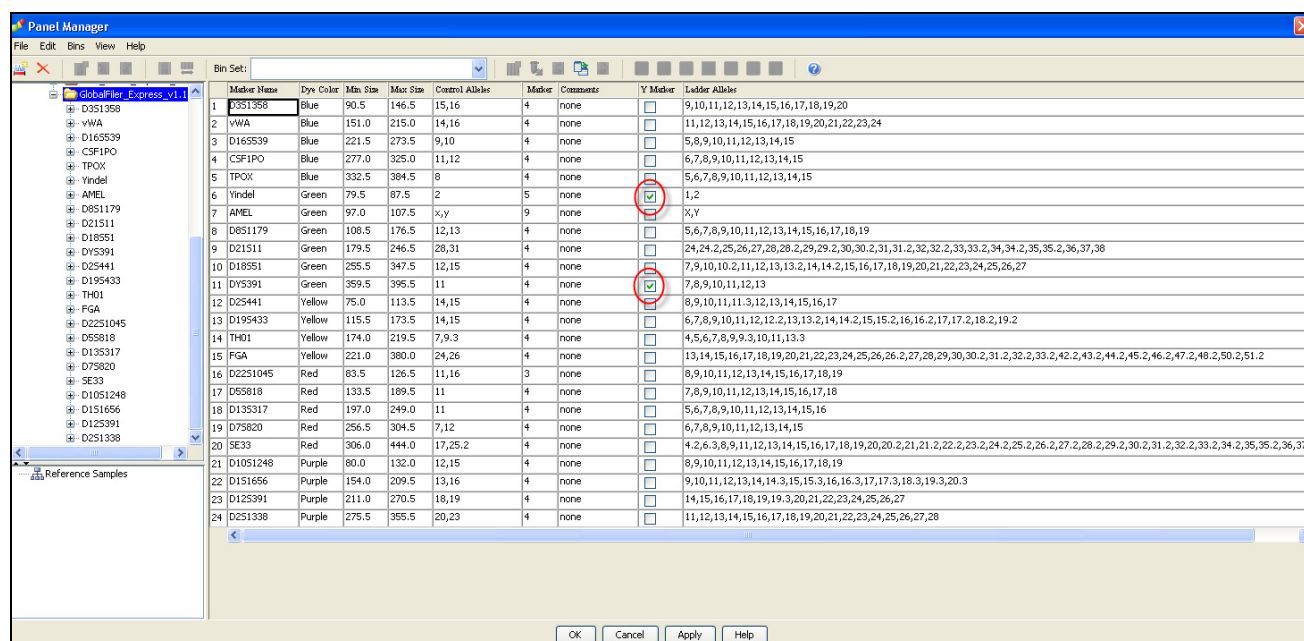 Panel Manager
File Edit Bins View Help
Bin Set:
GlobalFiler_Express_v1.1
D3S1358
vWA
D16S539
CSF1PO
TPOX
Yindel
AMEL
D8S1179
D21S11
D18S51
DYS391
D2S441
D19S433
TH01
FGA
D22S1045
D5S818
D13S317
D7S820
SE33
D10S1248
D1S1656
D12S391
D2S1338
Reference Samples
Marker Name Dye Color Min Size Max Size Control Alleles Marker Comments Y Marker Ladder Alleles
1 D3S1358 Blue 90.5 146.5 15,16 4 none 9,10,11,12,13,14,15,16,17,18,19,20
2 vWA Blue 151.0 215.0 14,16 4 none 11,12,13,14,15,16,17,18,19,20,21,22,23,24
3 D16S539 Blue 221.5 273.5 9,10 4 none 5,8,9,10,11,12,13,14,15
4 CSF1PO Blue 277.0 325.0 11,12 4 none 6,7,8,9,10,11,12,13,14,15
5 TPOX Blue 332.5 384.5 8 4 none 5,6,7,8,9,10,11,12,13,14,15
6 Yindel Green 79.5 87.5 2 5 none 1,2
7 AMEL Green 97.0 107.5 x,y 9 none X,Y
8 D8S1179 Green 108.5 176.5 12,13 4 none 5,6,7,8,9,10,11,12,13,14,15,16,17,18,19
9 D21S11 Green 179.5 246.5 28,31 4 none 24,24.2,25,26,27,28,28.2,29,29.2,30,30.2,31,31.2,32,32.2,33,33.2,34,34.2,35,35.2,36,37,38
10 D18S51 Green 255.5 347.5 12,15 4 none 7,9,10,10.2,11,12,13,13.2,14,14.2,15,16,17,18,19,20,21,22,23,24,25,26,27
11 DYS391 Green 359.5 395.5 11 4 none 7,8,9,10,11,12,13
12 D2S441 Yellow 75.0 113.5 14,15 4 none 8,9,10,11,11.3,12,13,14,15,16,17
13 D19S433 Yellow 115.5 173.5 14,15 4 none 6,7,8,9,10,11,12,12.2,13,13.2,14,14.2,15,15.2,16,16.2,17,17.2,18.2,19.2
14 TH01 Yellow 174.0 219.5 7,9.3 4 none 4,5,6,7,8,9,9.3,10,11,13.3
15 FGA Yellow 221.0 380.0 24,26 4 none 13,14,15,16,17,18,19,20,21,22,23,24,25,26,26.2,27,28,29,30,30.2,31.2,32.2,33.2,42.2,43.2,44.2,45.2,46.2,47.2,48.2,50.2,51.2
16 D22S1045 Red 83.5 126.5 11,16 3 none 8,9,10,11,12,13,14,15,16,17,18,19
17 D5S818 Red 133.5 189.5 11 4 none 7,8,9,10,11,12,13,14,15,16,17,18
18 D13S317 Red 197.0 249.0 11 4 none 5,6,7,8,9,10,11,12,13,14,15,16
19 D7S820 Red 256.5 304.5 7,12 4 none 6,7,8,9,10,11,12,13,14,15
20 SE33 Red 306.0 444.0 17,25.2 4 none 4.2,6.3,8,9,11,12,13,14,15,16,17,18,19,20,20.2,21,21.2,22.2,23.2,24.2,25.2,26.2,27.2,28.2,29.2,30.2,31.2,32.2,33.2,34.2,35,35.2,36,37
21 D10S1248 Purple 80.0 132.0 12,15 4 none 8,9,10,11,12,13,14,15,16,17,18,19
22 D1S1656 Purple 154.0 209.5 13,16 4 none 9,10,11,12,13,14,14.3,15,15.3,16,16.3,17,17.3,18.3,19.3,20.3
23 D12S391 Purple 211.0 270.5 18,19 4 none 14,15,16,17,18,19,19.3,20,21,22,23,24,25,26,27
24 D2S1338 Purple 275.5 355.5 20,23 4 none 11,12,13,14,15,16,17,18,19,20,21,22,23,24,25,26,27,28
OK Cancel Apply Help